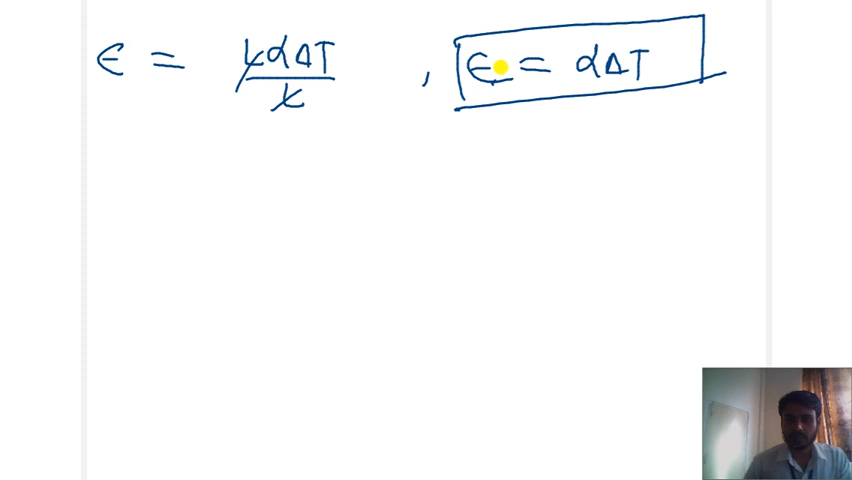 ϵ = LαΔT / L , ϵ = αΔT